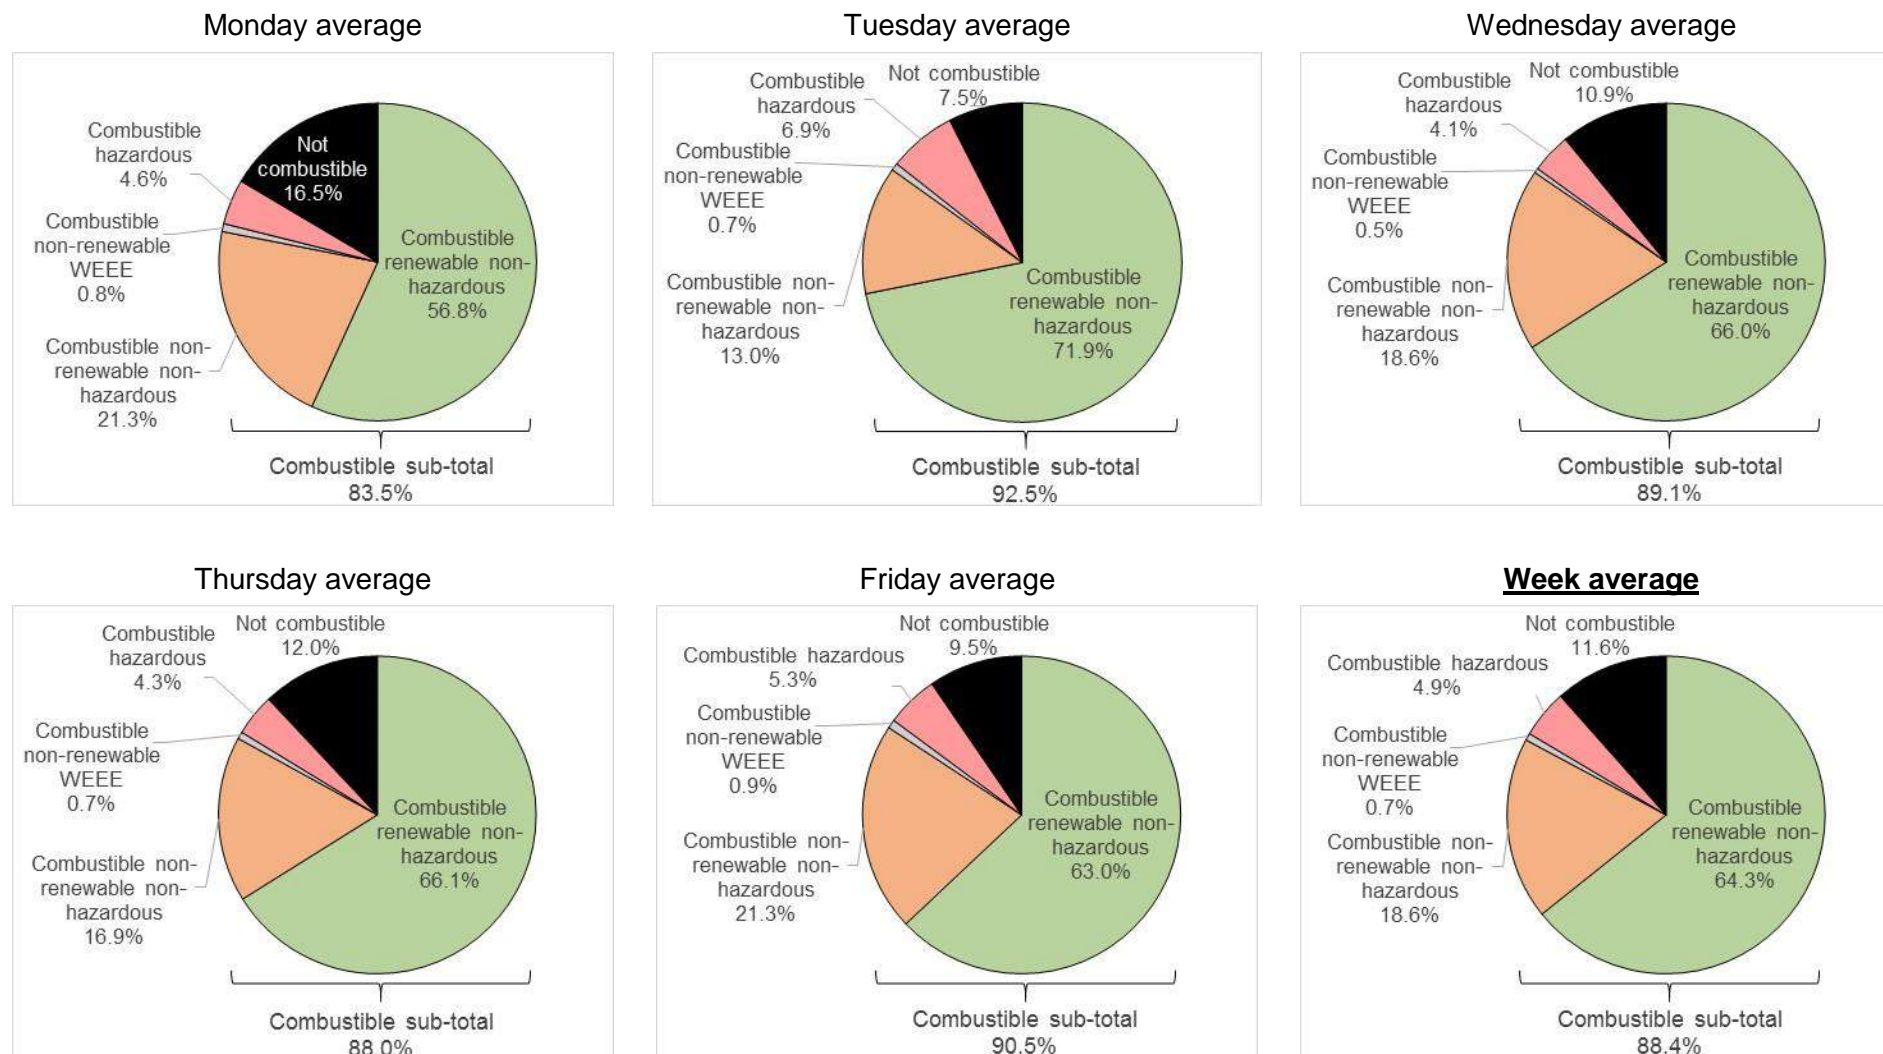 Monday average
Not
combustible
16.5%
Combustible
hazardous
4.6%
Combustible
non-renewable
WEEE
0.8%
Combustible
renewable non-
hazardous
56.8%
Combustible non-
renewable non-
hazardous
21.3%
Combustible sub-total
83.5%
Tuesday average
Not combustible
7.5%
Combustible
hazardous
6.9%
Combustible
non-renewable
WEEE
0.7%
Combustible non-
renewable non-
hazardous
13.0%
Combustible
renewable non-
hazardous
71.9%
Combustible sub-total
92.5%
Wednesday average
Not combustible
10.9%
Combustible
hazardous
4.1%
Combustible
non-renewable
WEEE
0.5%
Combustible non-
renewable non-
hazardous
18.6%
Combustible
renewable non-
hazardous
66.0%
Combustible sub-total
89.1%
Thursday average
Not combustible
12.0%
Combustible
hazardous
4.3%
Combustible
non-renewable
WEEE
0.7%
Combustible non-
renewable non-
hazardous
16.9%
Combustible
renewable non-
hazardous
66.1%
Combustible sub-total
88.0%
Friday average
Not combustible
9.5%
Combustible hazardous
5.3%
Combustible
non-renewable
WEEE
0.9%
Combustible non-
renewable non-
hazardous
21.3%
Combustible
renewable non-
hazardous
63.0%
Combustible sub-total
90.5%
Week average
Not combustible
11.6%
Combustible hazardous
4.9%
Combustible
non-renewable
WEEE
0.7%
Combustible non-
renewable non-
hazardous
18.6%
Combustible
renewable non-
hazardous
64.3%
Combustible sub-total
88.4%